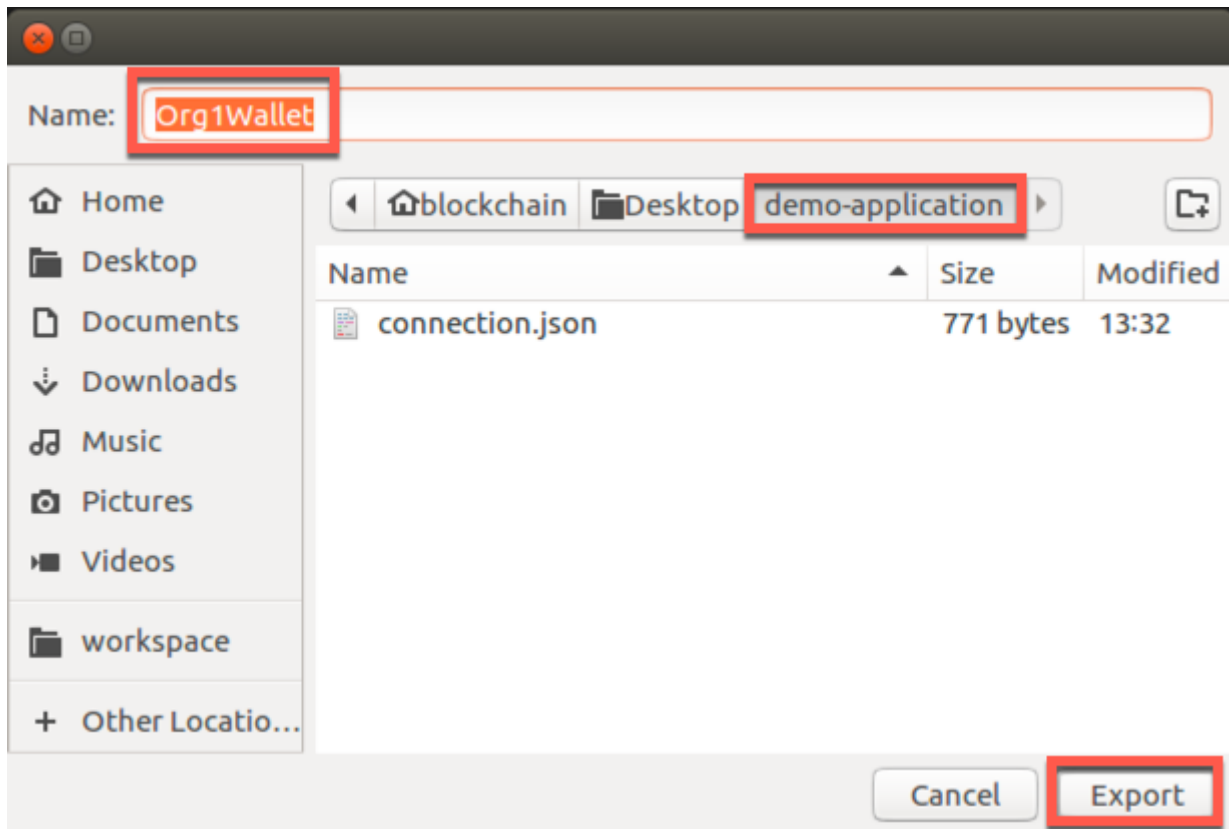 Name: Org1Wallet
Home
Desktop
Documents
Downloads
Music
Pictures
Videos
workspace
+ Other Locatio...
blockchain Desktop demo-application
Name Size Modified
connection.json 771 bytes 13:32
Cancel Export